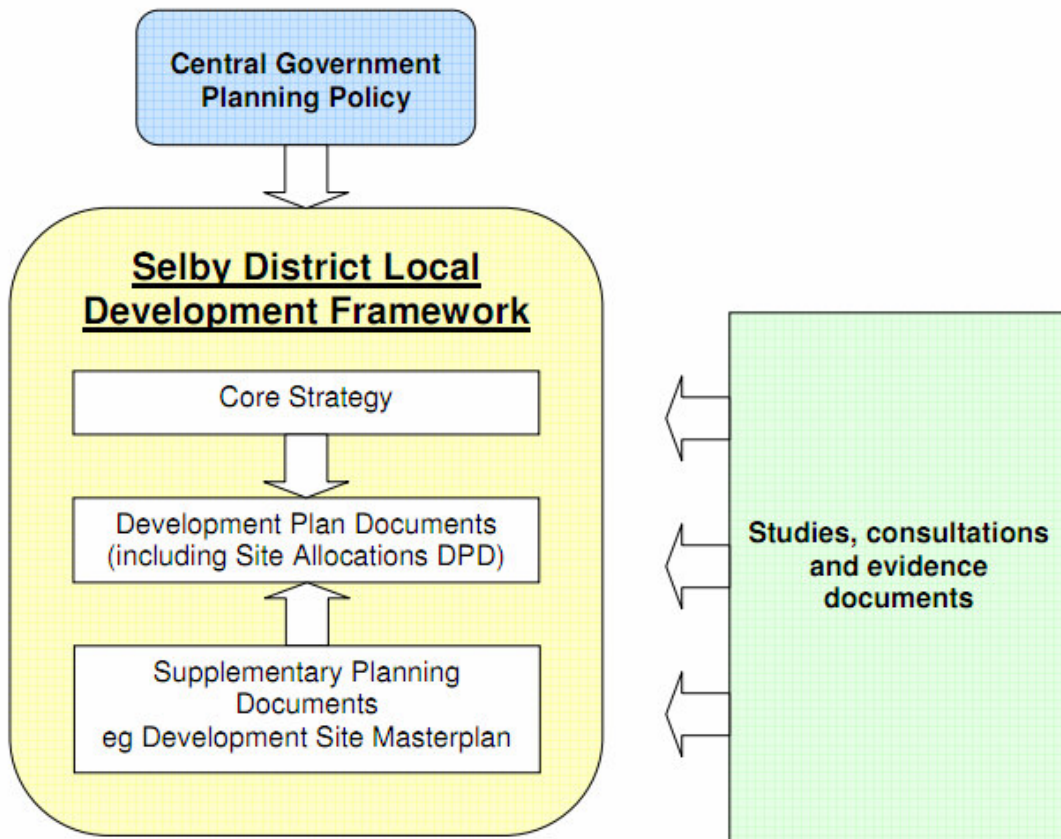 Central Government
Planning Policy
Selby District Local
Development Framework
Core Strategy
Development Plan Documents
(including Site Allocations DPD)
Supplementary Planning
Documents
eg Development Site Masterplan
Studies, consultations
and evidence
documents